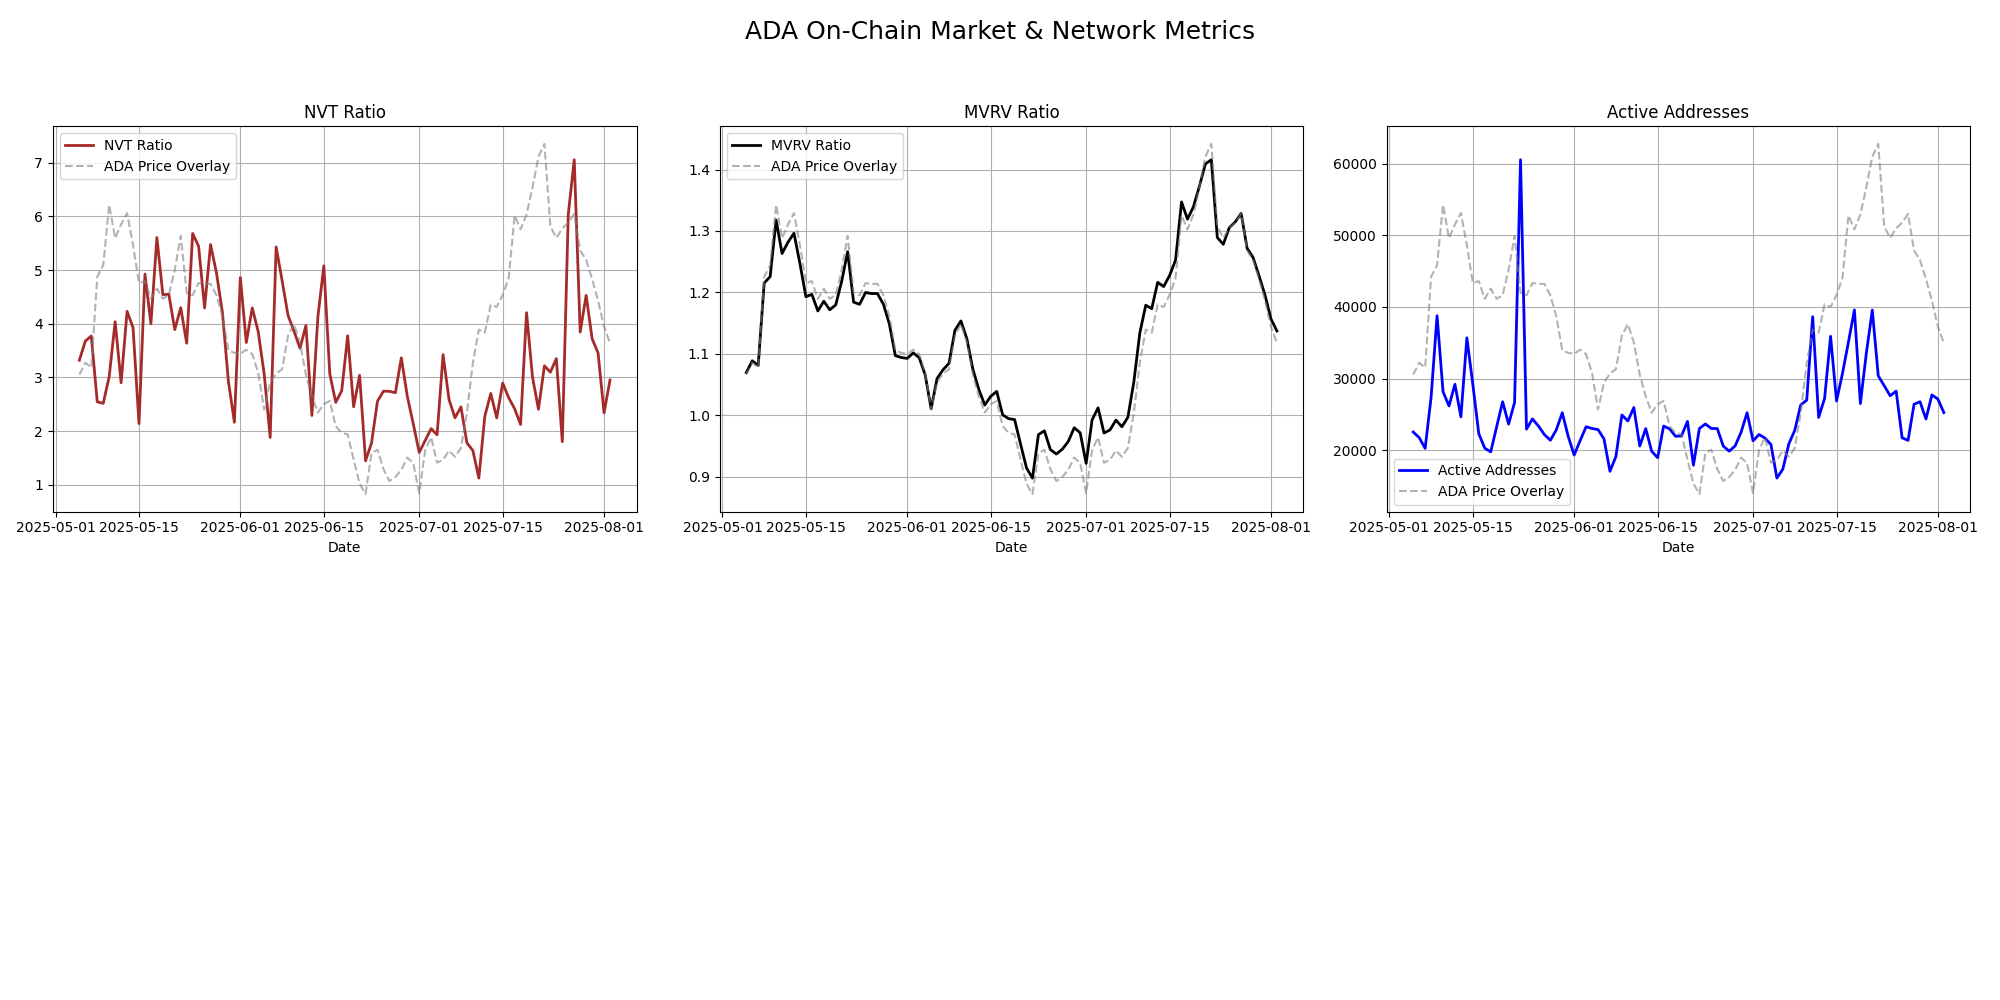 ADA On-Chain Market & Network Metrics
NVT Ratio
NVT Ratio
ADA Price Overlay
7
6
5
4
3
2
1
2025-05-01 2025-05-15 2025-06-01 2025-06-15 2025-07-01 2025-07-15 2025-08-01
Date
MVRV Ratio
MVRV Ratio
ADA Price Overlay
1.4
1.3
1.2
1.1
1.0
0.9
2025-05-01 2025-05-15 2025-06-01 2025-06-15 2025-07-01 2025-07-15 2025-08-01
Date
Active Addresses
60000
50000
40000
30000
20000
Active Addresses
ADA Price Overlay
2025-05-01 2025-05-15 2025-06-01 2025-06-15 2025-07-01 2025-07-15 2025-08-01
Date